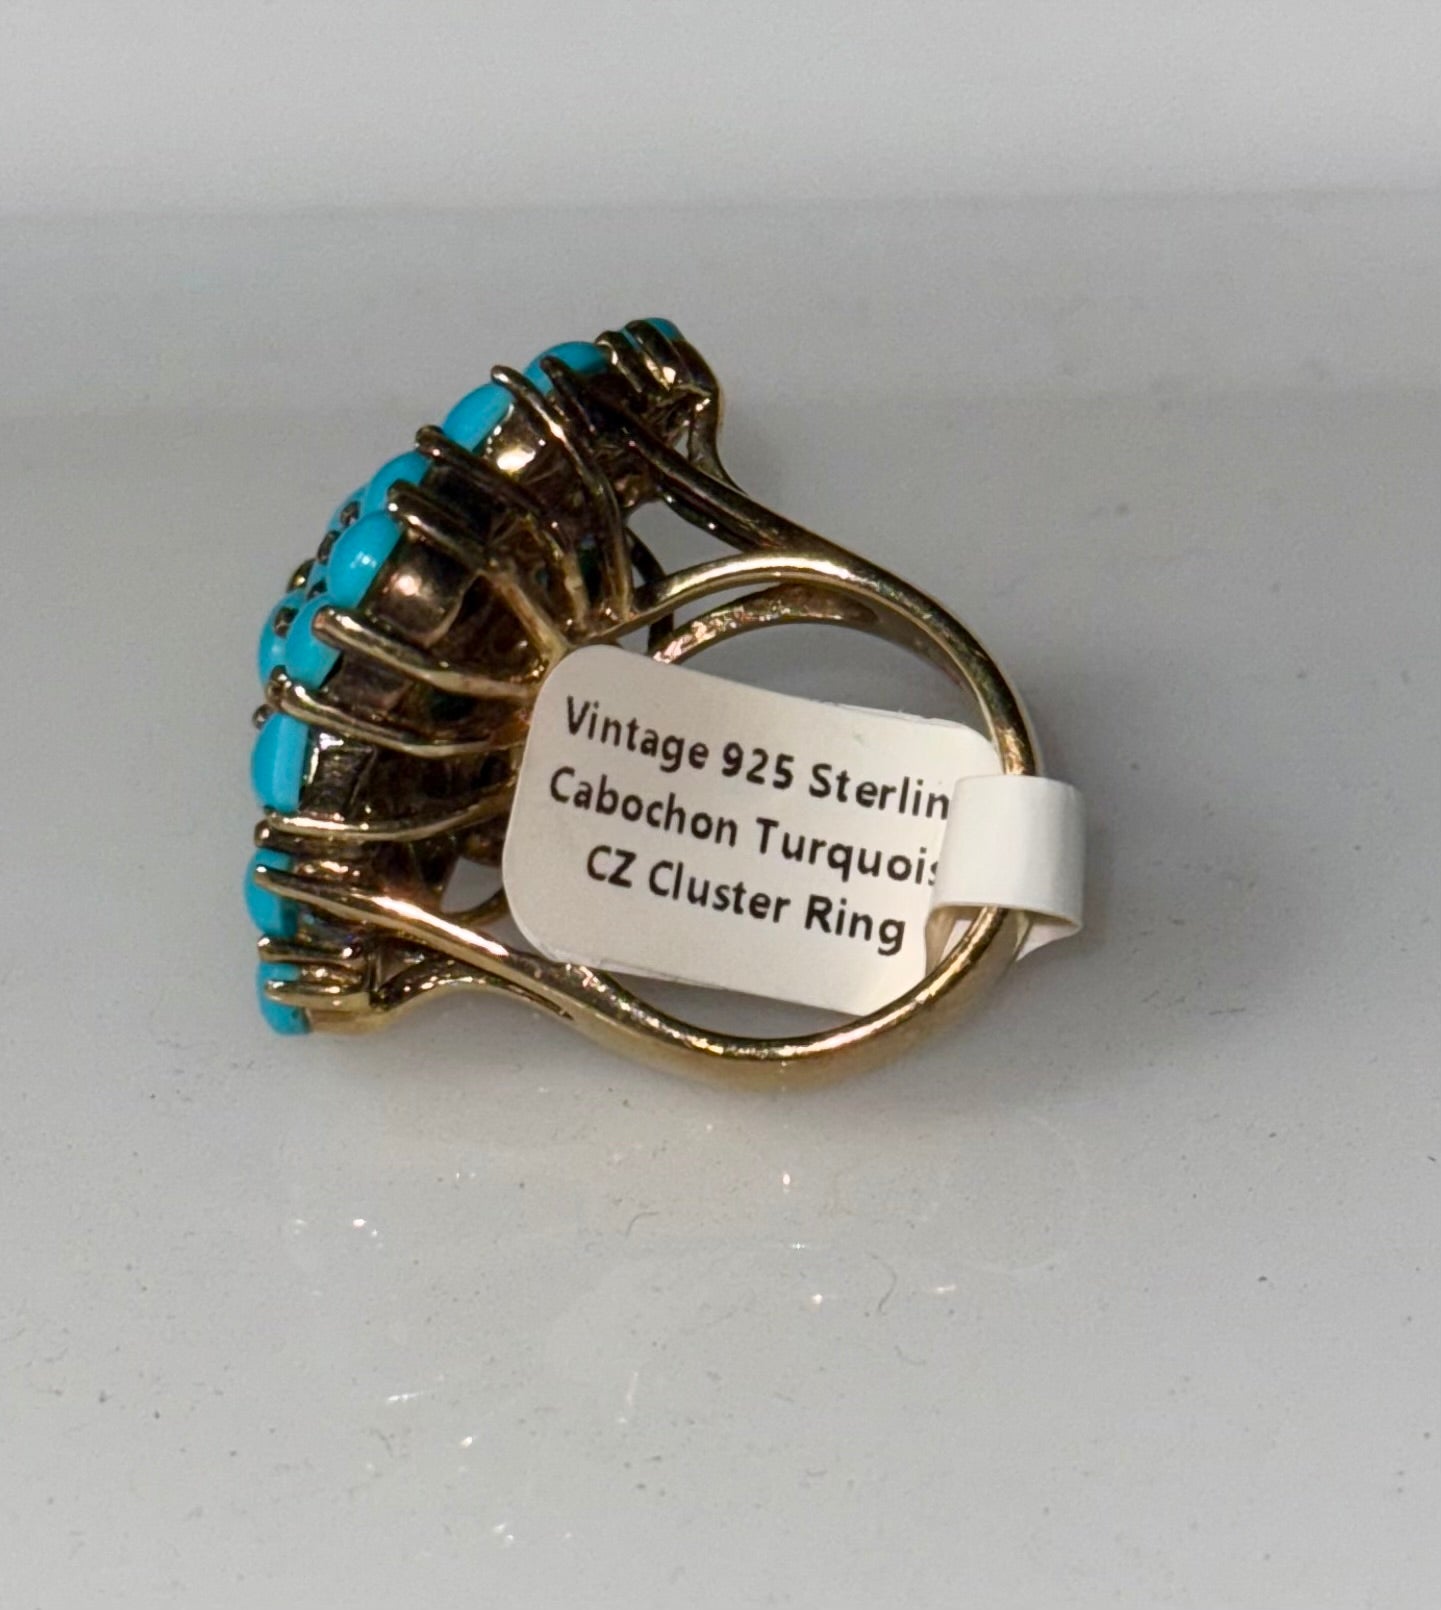 Vintage 925 Sterlin
Cabochon Turquois
CZ Cluster Ring